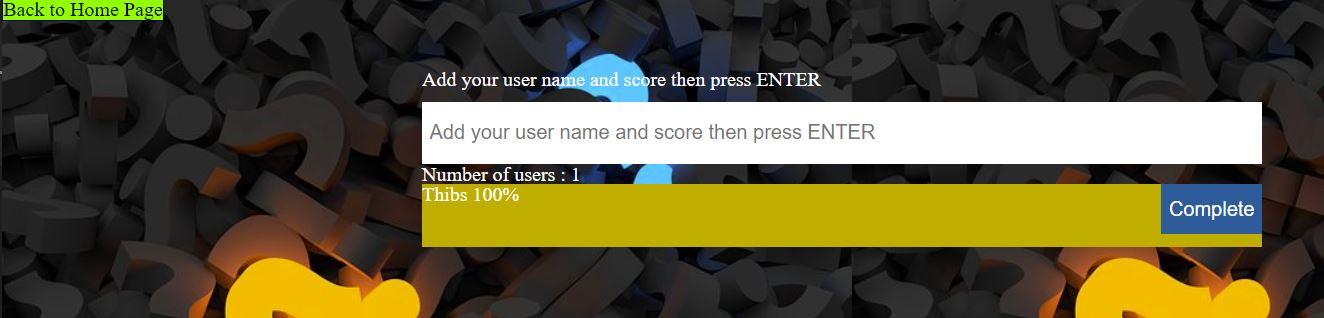 Back to Home Page
Add your user name and score then press ENTER
Add your user name and score then press ENTER
Number of users : 1
Thibs 100%
Complete